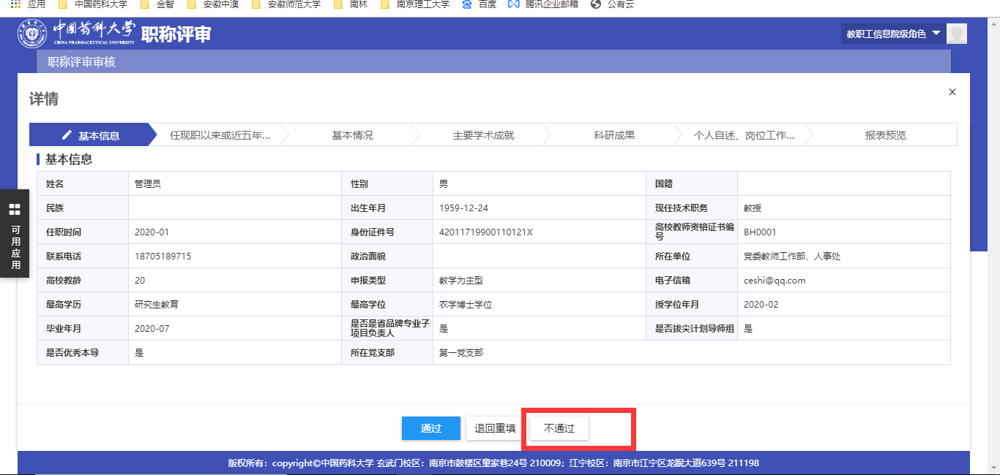 应用 中国药科大学 金智 安徽中澳 安徽师范大学 南林 南京理工大学 百度 腾讯企业邮箱 公有云
中国药科大学 职称评审 教职工信息院级角色
CHINA PHARMACEUTICAL UNIVERSITY
职称评审审核
详情 ×
基本信息 任现职以来或近五年... 基本情况 主要学术成就 科研成果 个人自述、岗位工作... 报表预览
基本信息
姓名 管理员 性别 男 国籍
民族 出生年月 1959-12-24 现任技术职务 教授
任职时间 2020-01 身份证件号 42011719900110121X 高校教师资格证书编号 BH0001
联系电话 18705189715 政治面貌 所在单位 党委教师工作部、人事处
高校教龄 20 申报类型 教学为主型 电子信箱 ceshi@qq.com
最高学历 研究生教育 最高学位 农学博士学位 授学位年月 2020-02
毕业年月 2020-07 是否是省品牌专业子项目负责人 是 是否拔尖计划导师组 是
是否优秀本导 是 所在党支部 第一党支部
可用应用
通过 退回重填 不通过
版权所有：copyright©中国药科大学 玄武门校区：南京市鼓楼区童家巷24号 210009；江宁校区：南京市江宁区龙眠大道639号 211198